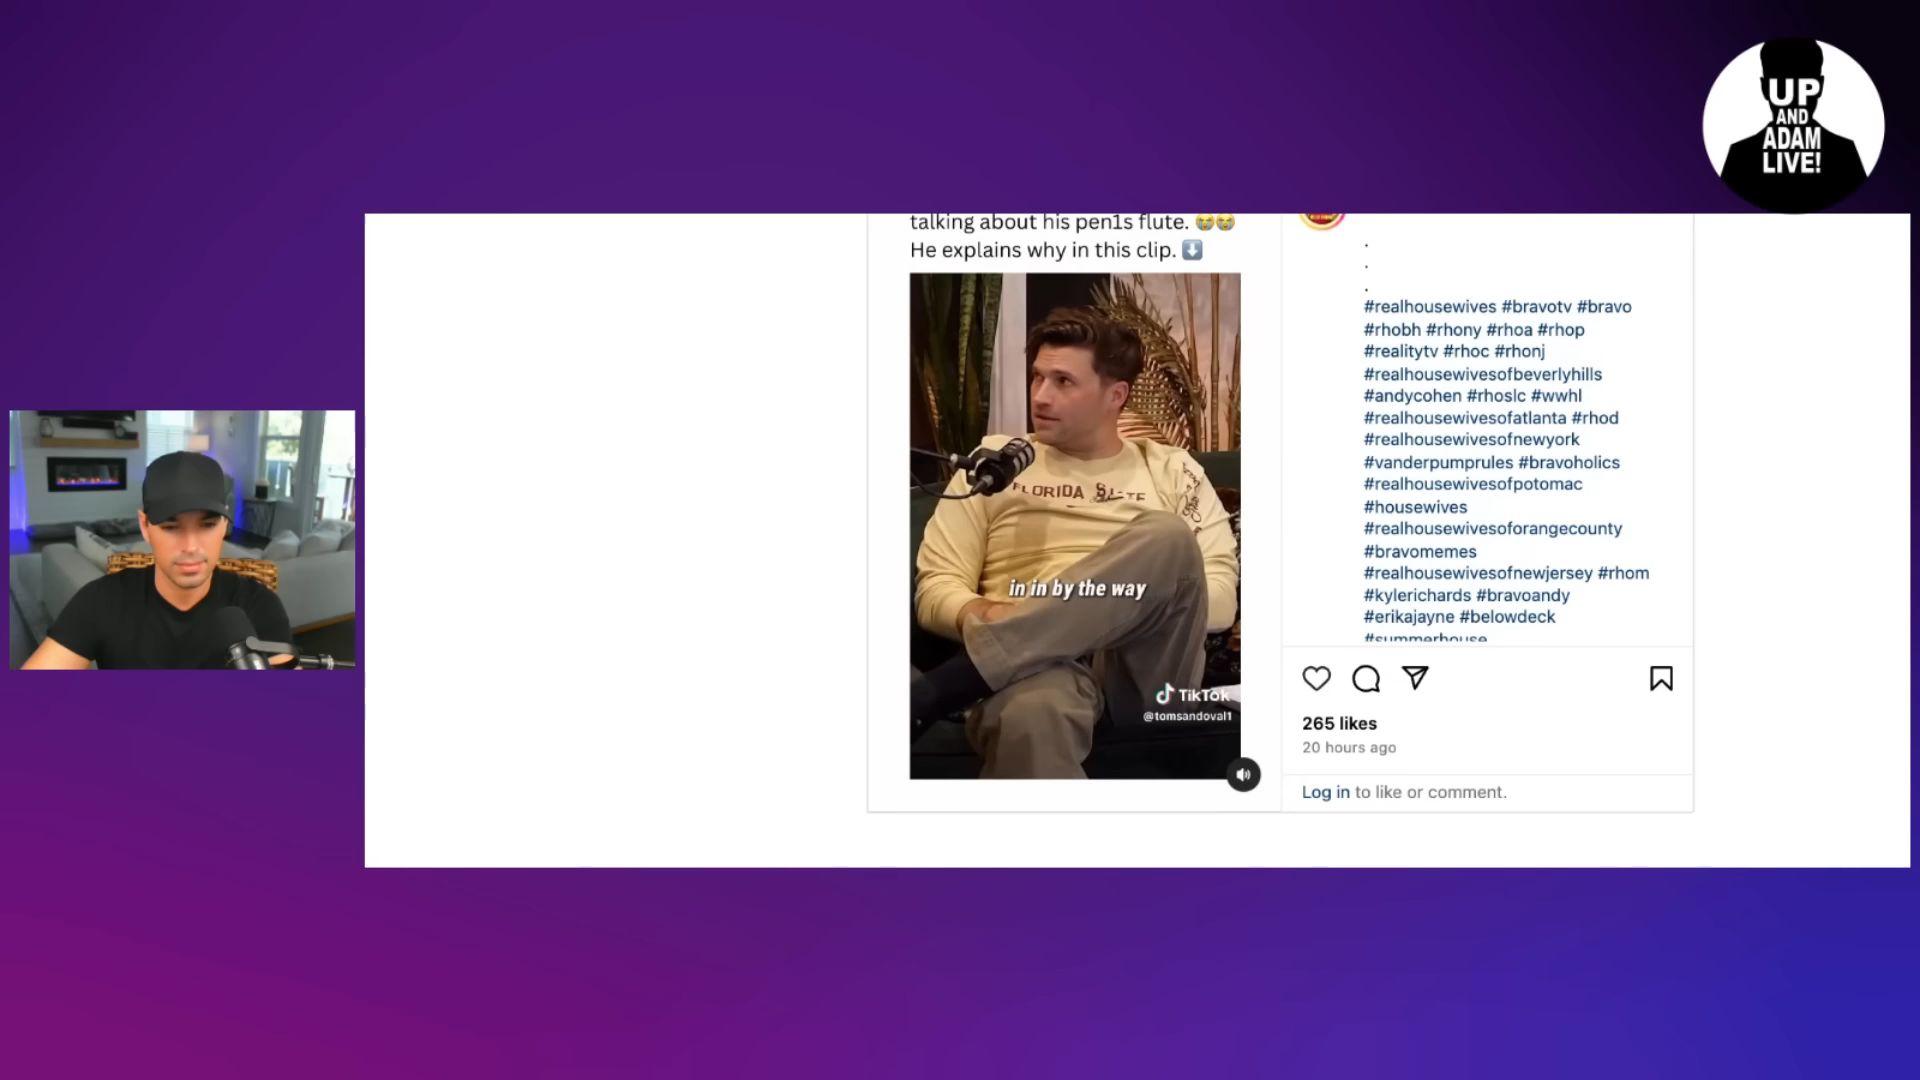 UP
AND
ADAM
LIVE!
talking about his pen1s flute. 😭😭
He explains why in this clip. ⬇️
FLORIDA STATE
in in by the way
TikTok
@tomsandoval1
.
.
.
#realhousewives #bravotv #bravo
#rhobh #rhony #rhoa #rhop
#realitytv #rhoc #rhonj
#realhousewivesofbeverlyhills
#andycohen #rhoslc #wwhl
#realhousewivesofatlanta #rhod
#realhousewivesofnewyork
#vanderpumprules #bravoholics
#realhousewivesofpotomac
#housewives
#realhousewivesoforangecounty
#bravomemes
#realhousewivesofnewjersey #rhom
#kylerichards #bravoandy
#erikajayne #belowdeck
#summerhouse
265 likes
20 hours ago
Log in to like or comment.